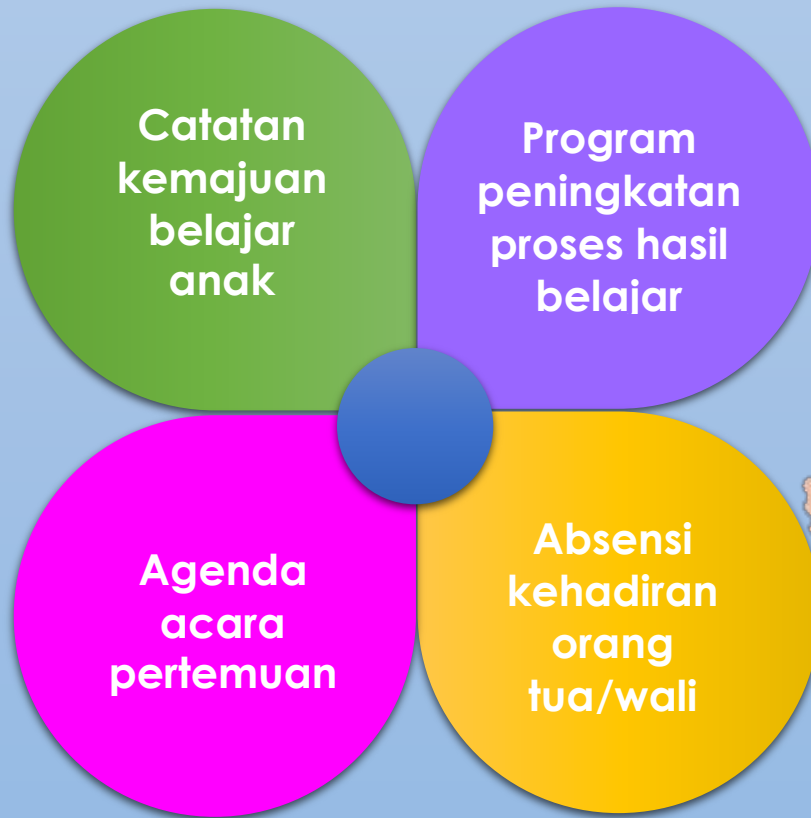 Catatan
kemajuan
belajar
anak
Program
peningkatan
proses hasil
belajar
Agenda
acara
pertemuan
Absensi
kehadiran
orang
tua/wali